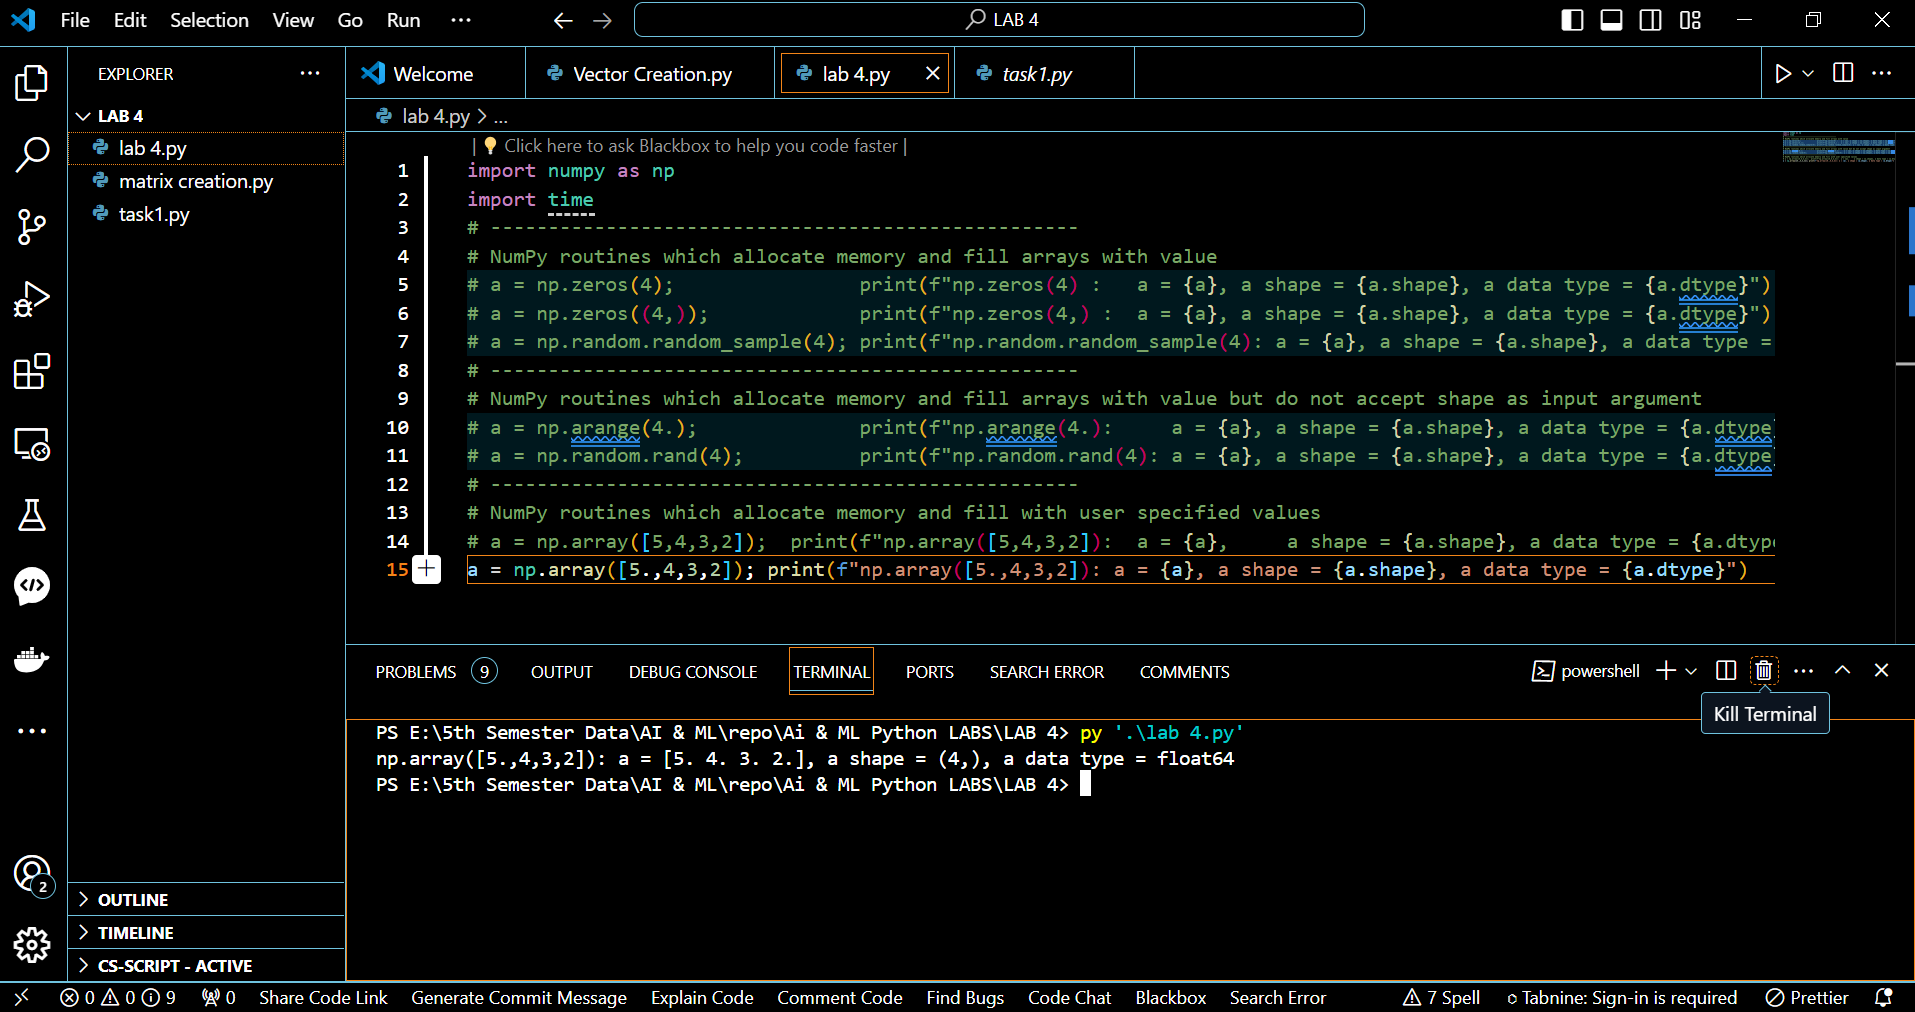 File Edit Selection View Go Run ··· LAB 4
EXPLORER ···
LAB 4
lab 4.py
matrix creation.py
task1.py
OUTLINE
TIMELINE
CS-SCRIPT - ACTIVE
2
Welcome Vector Creation.py lab 4.py task1.py
lab 4.py > ...
| 💡 Click here to ask Blackbox to help you code faster |
1 import numpy as np
2 import time
3 # ---------------------------------------------------
4 # NumPy routines which allocate memory and fill arrays with value
5 # a = np.zeros(4);                print(f"np.zeros(4) :   a = {a}, a shape = {a.shape}, a data type = {a.dtype}")
6 # a = np.zeros((4,));             print(f"np.zeros(4,) :  a = {a}, a shape = {a.shape}, a data type = {a.dtype}")
7 # a = np.random.random_sample(4); print(f"np.random.random_sample(4): a = {a}, a shape = {a.shape}, a data type =
8 # ---------------------------------------------------
9 # NumPy routines which allocate memory and fill arrays with value but do not accept shape as input argument
10 # a = np.arange(4.);              print(f"np.arange(4.):     a = {a}, a shape = {a.shape}, a data type = {a.dtype
11 # a = np.random.rand(4);          print(f"np.random.rand(4): a = {a}, a shape = {a.shape}, a data type = {a.dtype
12 # ---------------------------------------------------
13 # NumPy routines which allocate memory and fill with user specified values
14 # a = np.array([5,4,3,2]);  print(f"np.array([5,4,3,2]):  a = {a},     a shape = {a.shape}, a data type = {a.dtype
15 a = np.array([5.,4,3,2]); print(f"np.array([5.,4,3,2]): a = {a}, a shape = {a.shape}, a data type = {a.dtype}")
PROBLEMS 9 OUTPUT DEBUG CONSOLE TERMINAL PORTS SEARCH ERROR COMMENTS powershell
Kill Terminal
PS E:\5th Semester Data\AI & ML\repo\Ai & ML Python LABS\LAB 4> py '.\lab 4.py'
np.array([5.,4,3,2]): a = [5. 4. 3. 2.], a shape = (4,), a data type = float64
PS E:\5th Semester Data\AI & ML\repo\Ai & ML Python LABS\LAB 4>
0 0 9 0 Share Code Link Generate Commit Message Explain Code Comment Code Find Bugs Code Chat Blackbox Search Error 7 Spell Tabnine: Sign-in is required Prettier